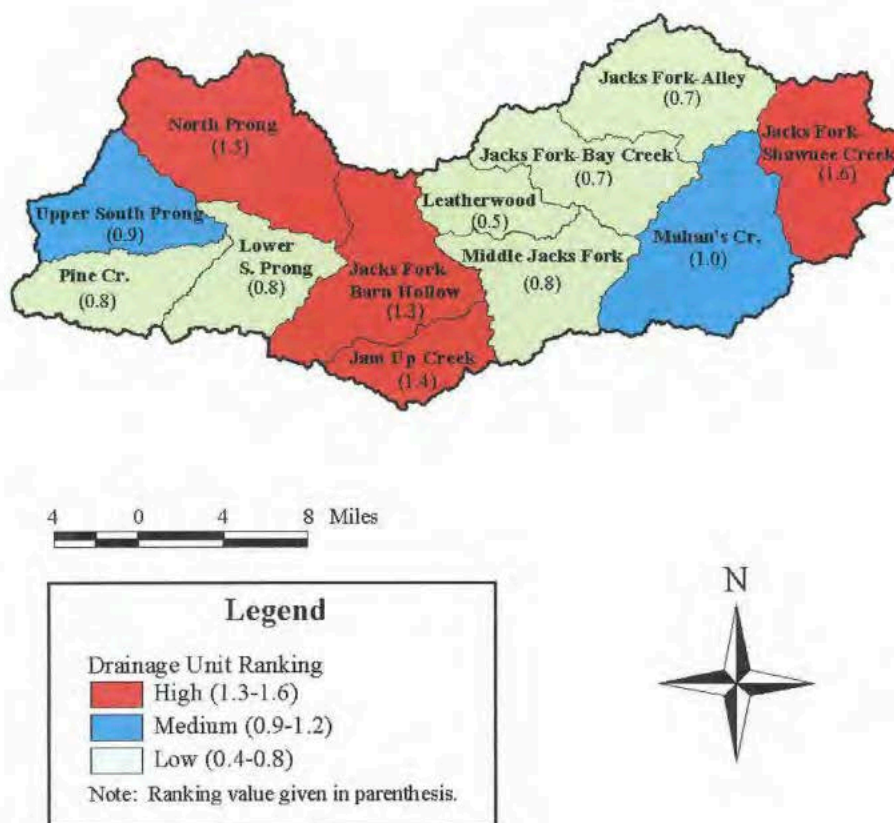 Jacks Fork-Alley
(0.7)
North Prong
(1.5)
Jacks Fork
Shawnee Creek
(1.6)
Jacks Fork-Bay Creek
(0.7)
Leatherwood
(0.5)
Upper South Prong
(0.9)
Mahan's Cr.
(1.0)
Lower
S. Prong
(0.8)
Middle Jacks Fork
(0.8)
Pine Cr.
(0.8)
Jacks Fork
Barn Hollow
(1.3)
Jam Up Creek
(1.4)
4 0 4 8 Miles
N
Legend
Drainage Unit Ranking
High (1.3-1.6)
Medium (0.9-1.2)
Low (0.4-0.8)
Note: Ranking value given in parenthesis.